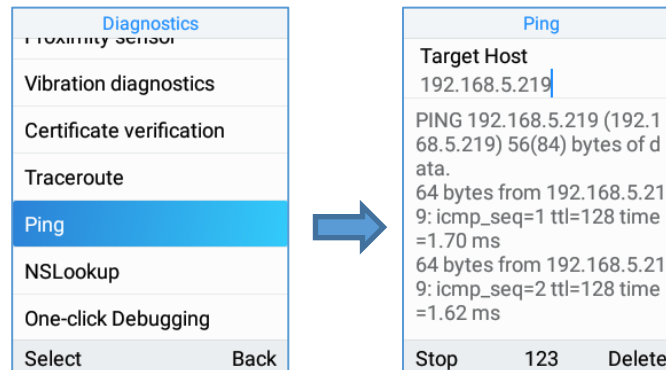 Diagnostics
Proximity sensor
Vibration diagnostics
Certificate verification
Traceroute
Ping
NSLookup
One-click Debugging
Select Back
Ping
Target Host
192.168.5.219
PING 192.168.5.219 (192.1
68.5.219) 56(84) bytes of d
ata.
64 bytes from 192.168.5.21
9: icmp_seq=1 ttl=128 time
=1.70 ms
64 bytes from 192.168.5.21
9: icmp_seq=2 ttl=128 time
=1.62 ms
Stop 123 Delete